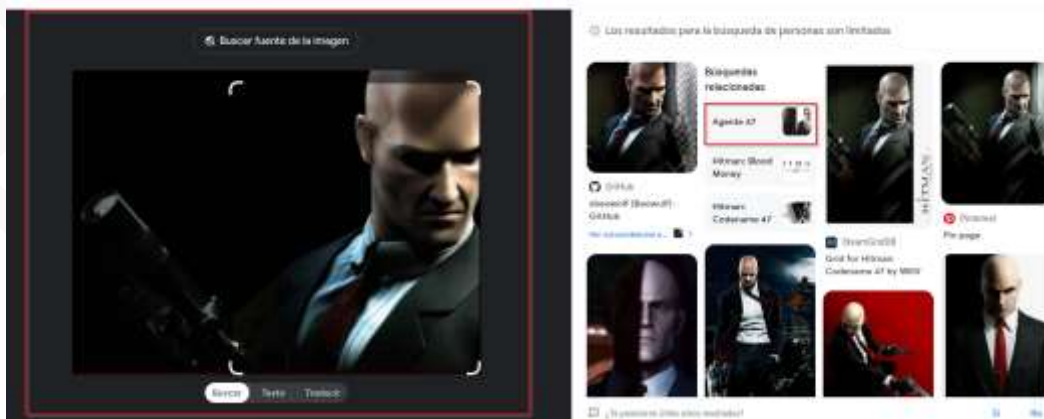 Buscar fuente de la imagen
Buscar Texto Traducir
Los resultados para la búsqueda de personas son limitados
Búsquedas
relacionadas
Agente 47
Hitman: Blood
Money
Hitman:
Codename 47
GitHub
GitHub
HITMAN
SteamGridDB
Grid for Hitman:
Codename 47 by
Pinterest
Pin page